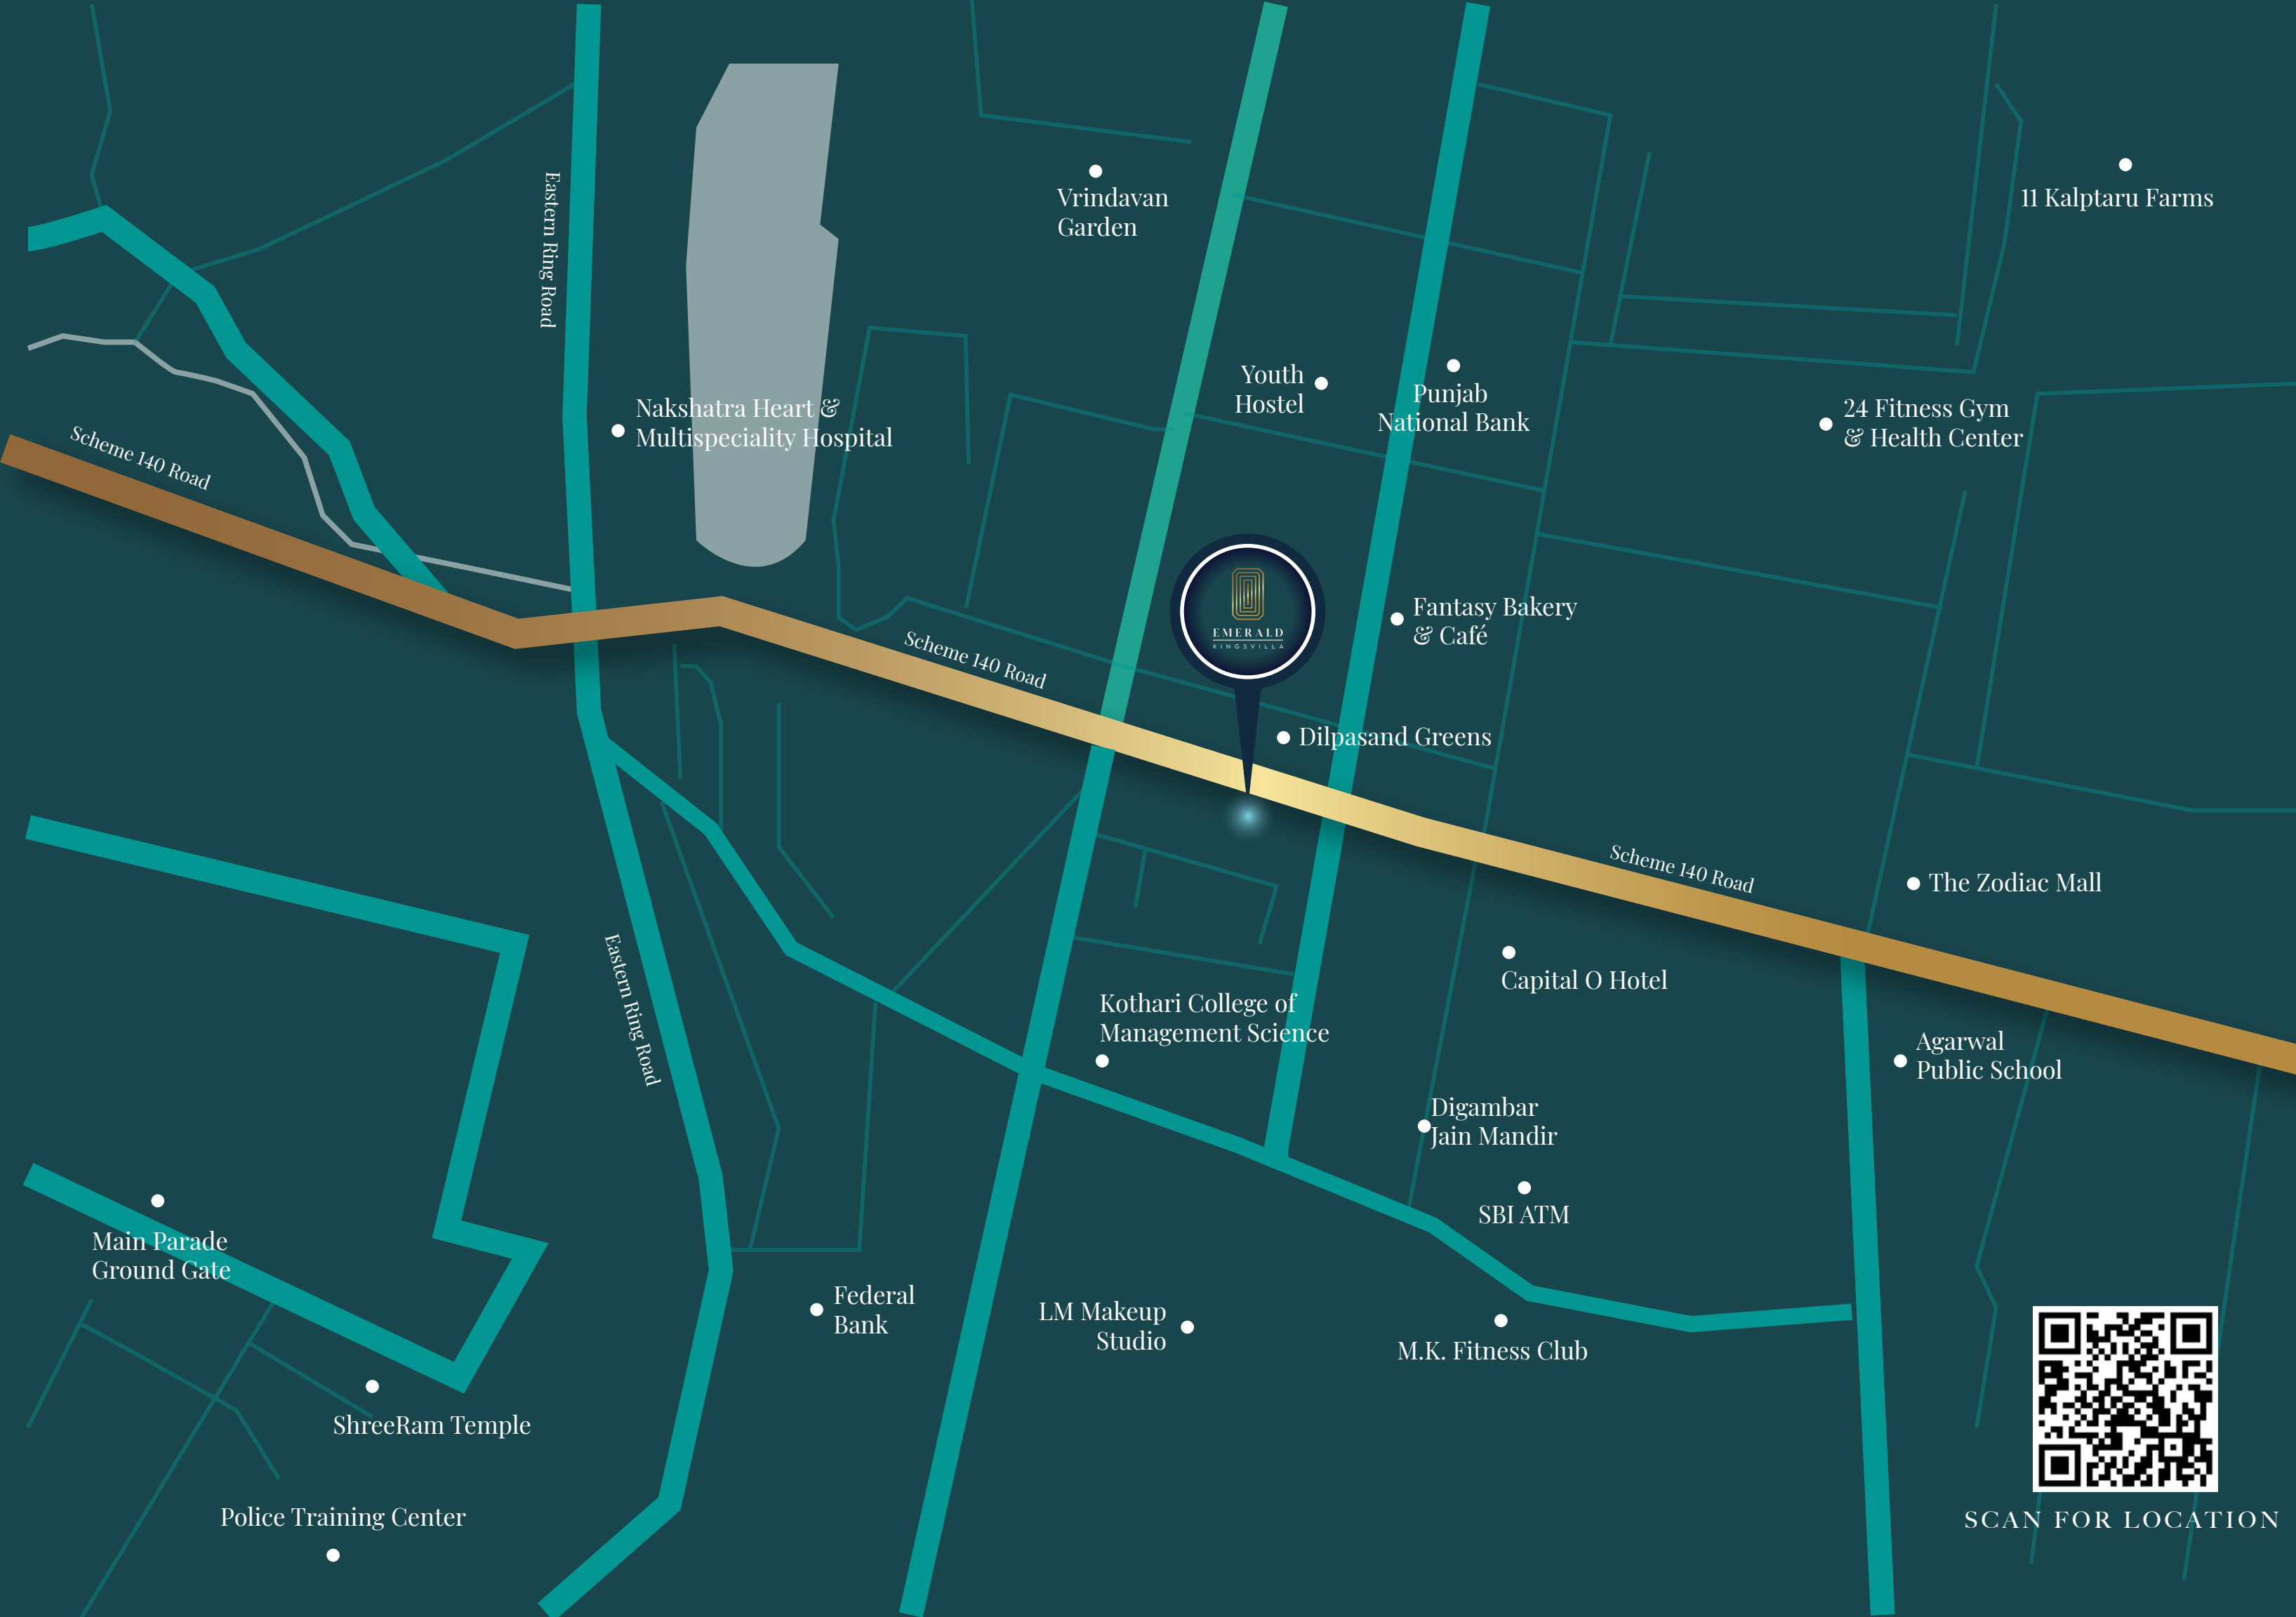 Vrindavan
Garden
11 Kalptaru Farms
Eastern Ring Road
Youth
Hostel
Punjab
National Bank
Nakshatra Heart &
Multispeciality Hospital
24 Fitness Gym
& Health Center
Scheme 140 Road
Fantasy Bakery
& Café
EMERALD
KINGSVILLA
Scheme 140 Road
Dilpasand Greens
Scheme 140 Road
The Zodiac Mall
Capital O Hotel
Eastern Ring Road
Kothari College of
Management Science
Agarwal
Public School
Digambar
Jain Mandir
SBI ATM
Main Parade
Ground Gate
Federal
Bank
LM Makeup
Studio
M.K. Fitness Club
ShreeRam Temple
Police Training Center
SCAN FOR LOCATION